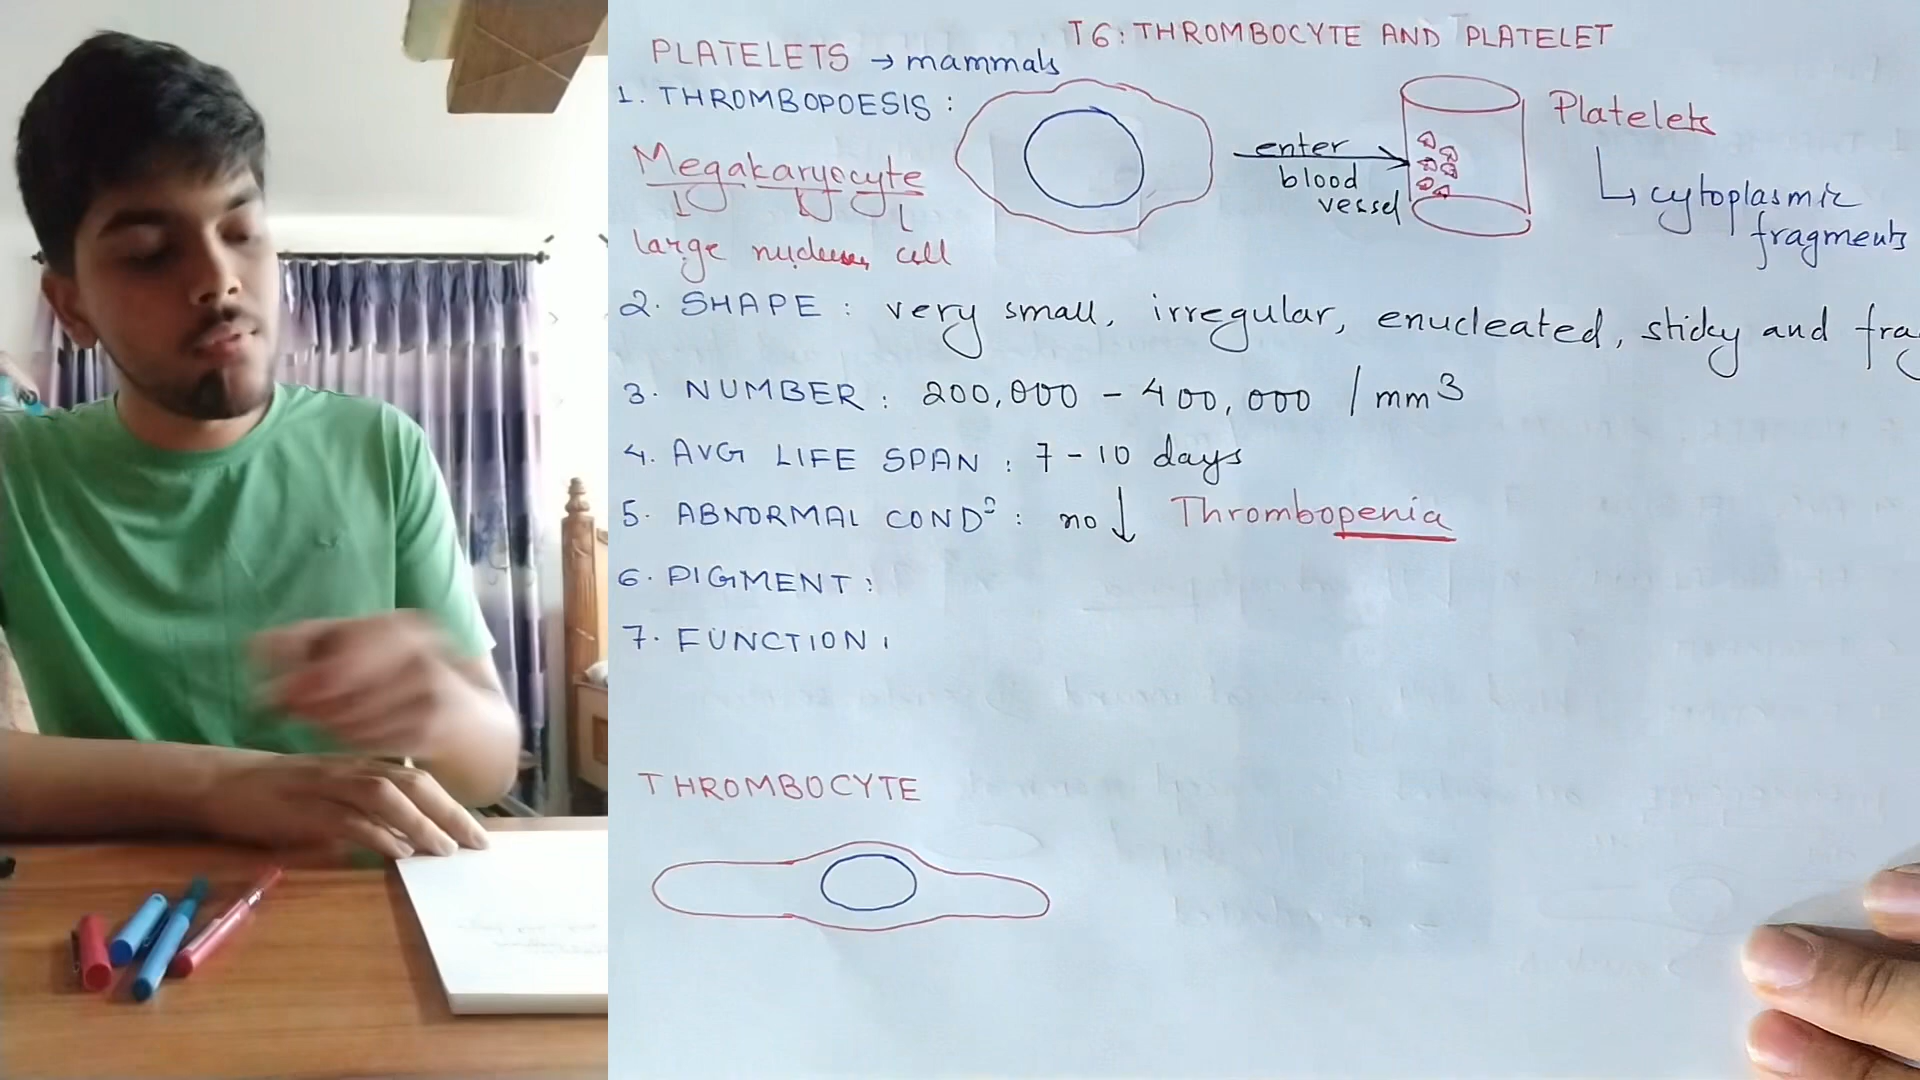 T6: THROMBOCYTE AND PLATELET
PLATELETS → mammals
1. THROMBOPOESIS :
Megakaryocyte
large nucleus cell
enter
blood
vessel
Platelets
cytoplasmic
fragments
2. SHAPE : very small, irregular, enucleated, sticky and frag
3. NUMBER : 200,000 - 400,000 / mm³
4. AVG LIFE SPAN : 7-10 days
5. ABNORMAL CONDⁿ : no ↓ Thrombopenia
6. PIGMENT :
7. FUNCTION :
THROMBOCYTE